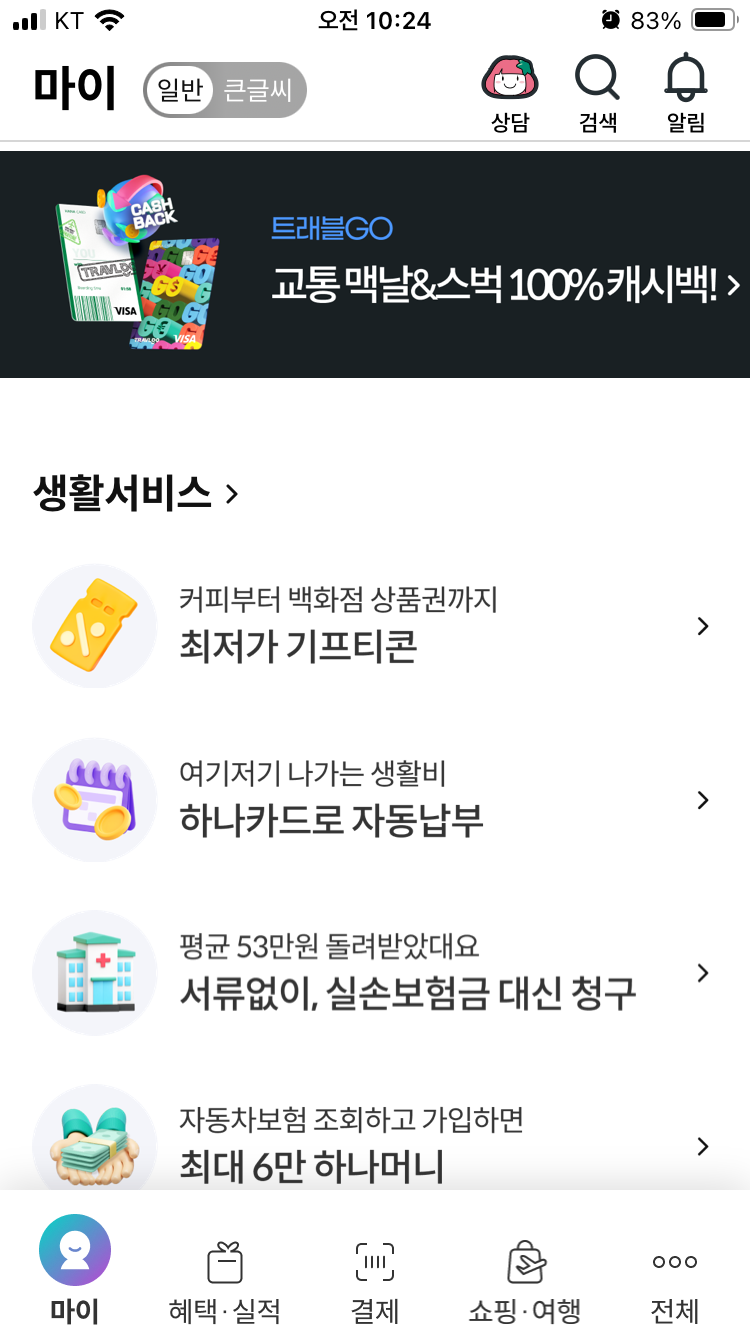 KT 오전 10:24 83%
마이 일반 큰글씨
상담 검색 알림
CASH
BACK
트래블GO
교통 맥날&스벅 100% 캐시백!
TRAVLOG
VISA
TRAVLOG VISA
생활서비스
커피부터 백화점 상품권까지
최저가 기프티콘
여기저기 나가는 생활비
하나카드로 자동납부
평균 53만원 돌려받았대요
서류없이, 실손보험금 대신 청구
자동차보험 조회하고 가입하면
최대 6만 하나머니
마이 혜택·실적 결제 쇼핑·여행 전체